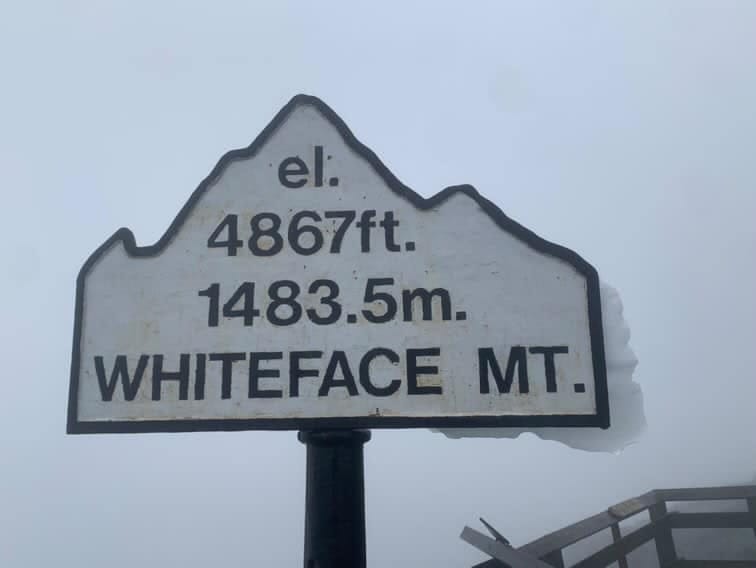 el.
4867ft.
1483.5m.
WHITEFACE MT.